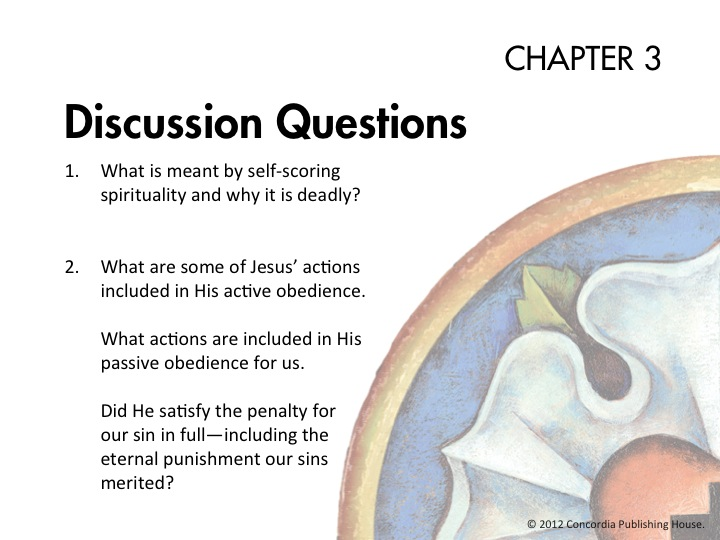 CHAPTER 3
Discussion Questions
1. What is meant by self-scoring
spirituality and why it is deadly?
2. What are some of Jesus’ actions
included in His active obedience.
What actions are included in His
passive obedience for us.
Did He satisfy the penalty for
our sin in full—including the
eternal punishment our sins
merited?
© 2012 Concordia Publishing House.